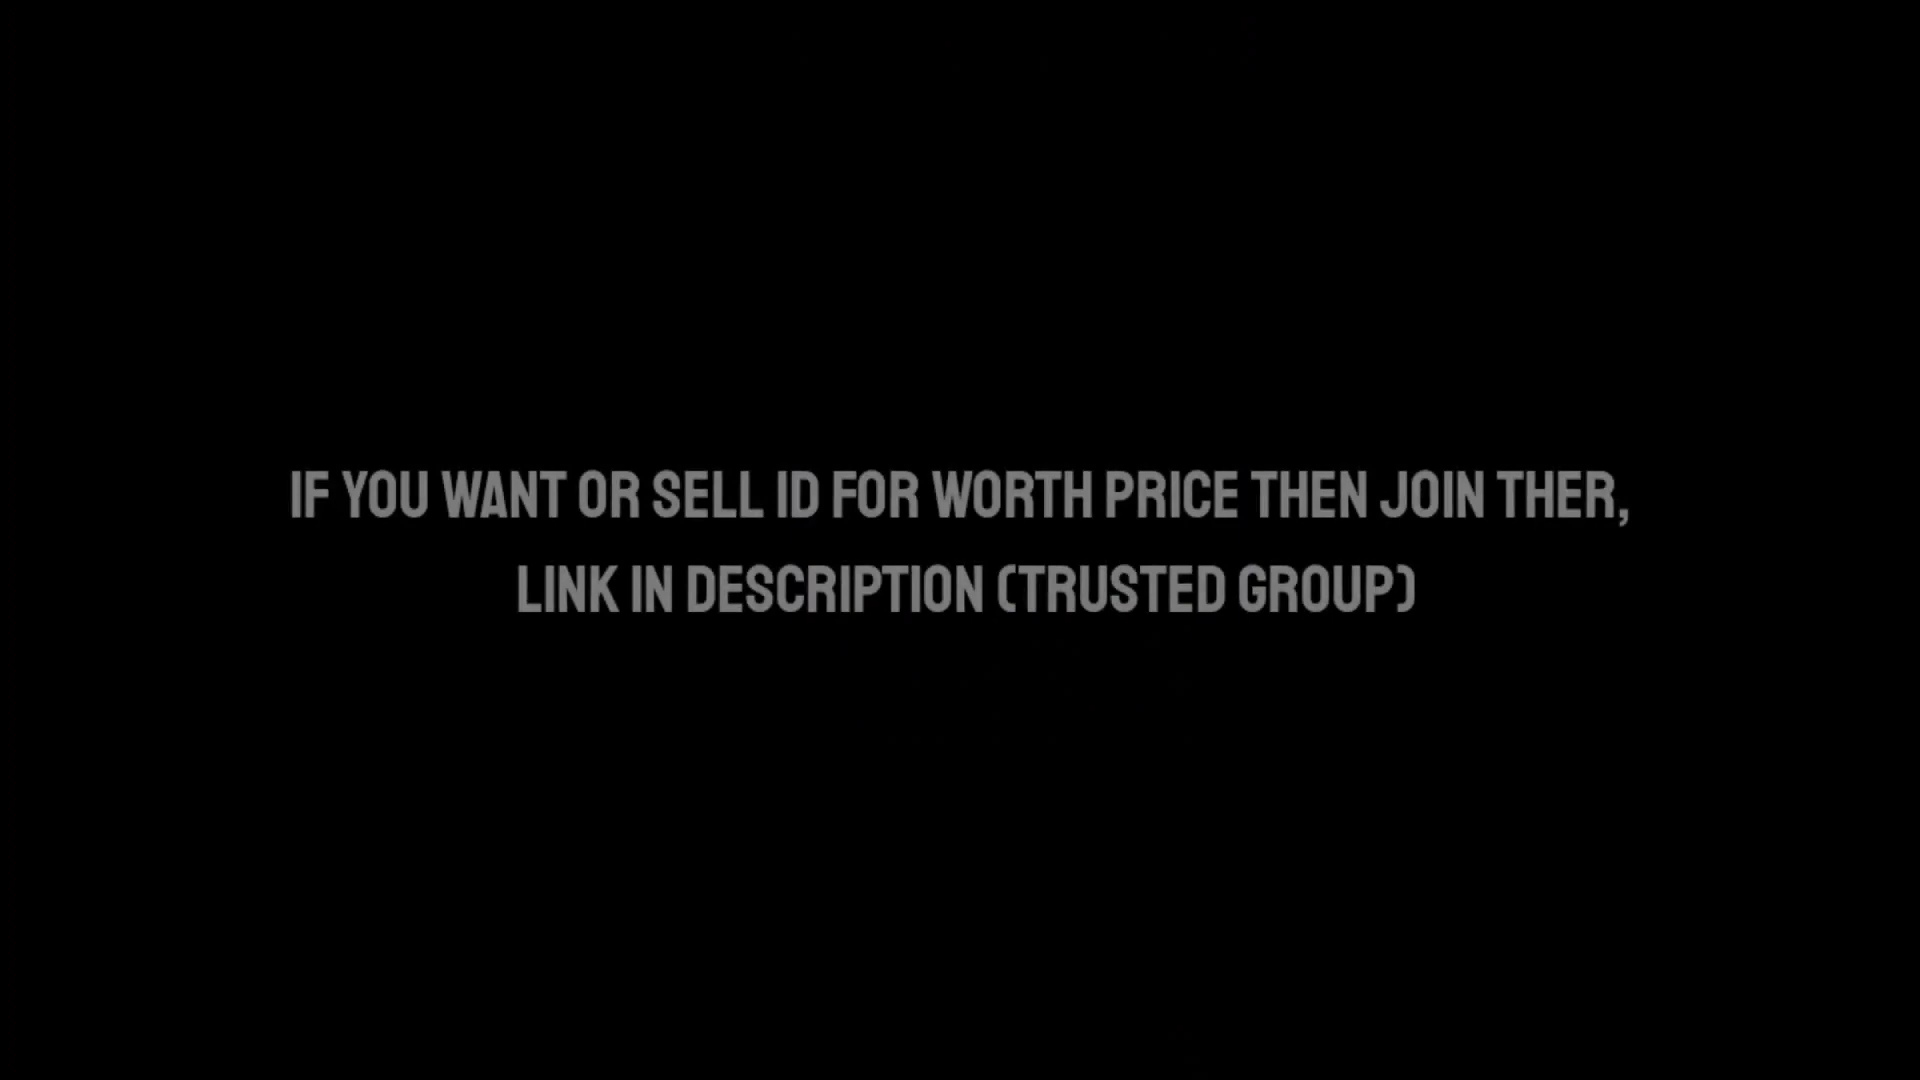 IF YOU WANT OR SELL ID FOR WORTH PRICE THEN JOIN THER,
LINK IN DESCRIPTION (TRUSTED GROUP)